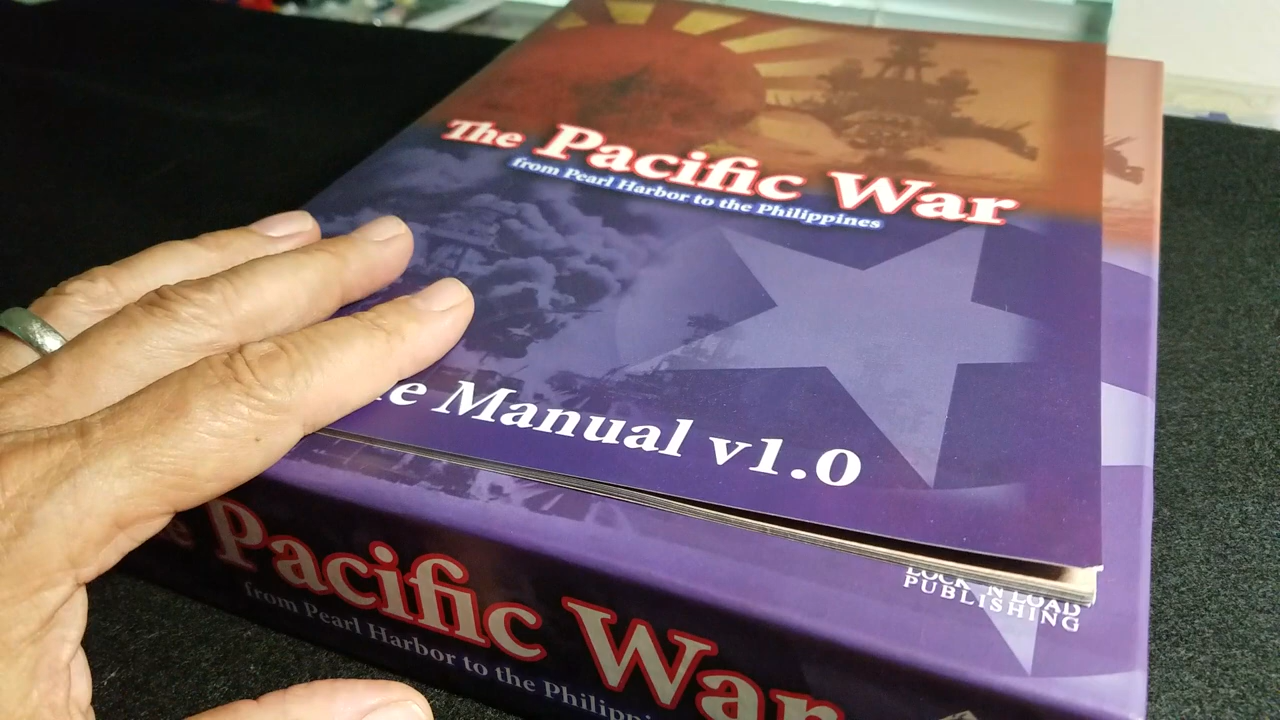 The Pacific War
from Pearl Harbor to the Philippines
Manual v1.0
LOCK 'N LOAD
PUBLISHING
Pacific War
from Pearl Harbor to the